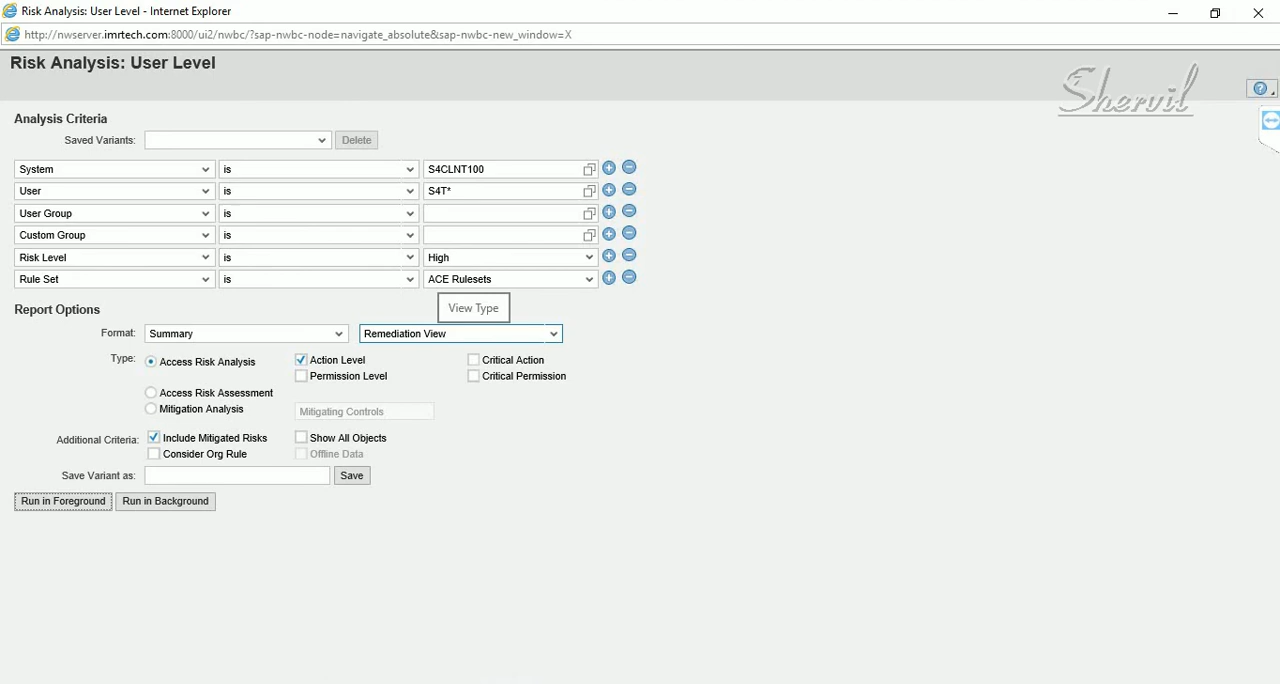 Risk Analysis: User Level - Internet Explorer
http://nwserver.imrtech.com:8000/ui2/nwbc/?sap-nwbc-node=navigate_absolute&sap-nwbc-new_window=X
Risk Analysis: User Level
Shervil
Analysis Criteria
Saved Variants: Delete
System is S4CLNT100
User is S4T*
User Group is
Custom Group is
Risk Level is High
Rule Set is ACE Rulesets
View Type
Report Options
Format: Summary Remediation View
Type: Access Risk Analysis Action Level Critical Action
Permission Level Critical Permission
Access Risk Assessment
Mitigation Analysis Mitigating Controls
Additional Criteria: Include Mitigated Risks Show All Objects
Consider Org Rule Offline Data
Save Variant as: Save
Run in Foreground Run in Background